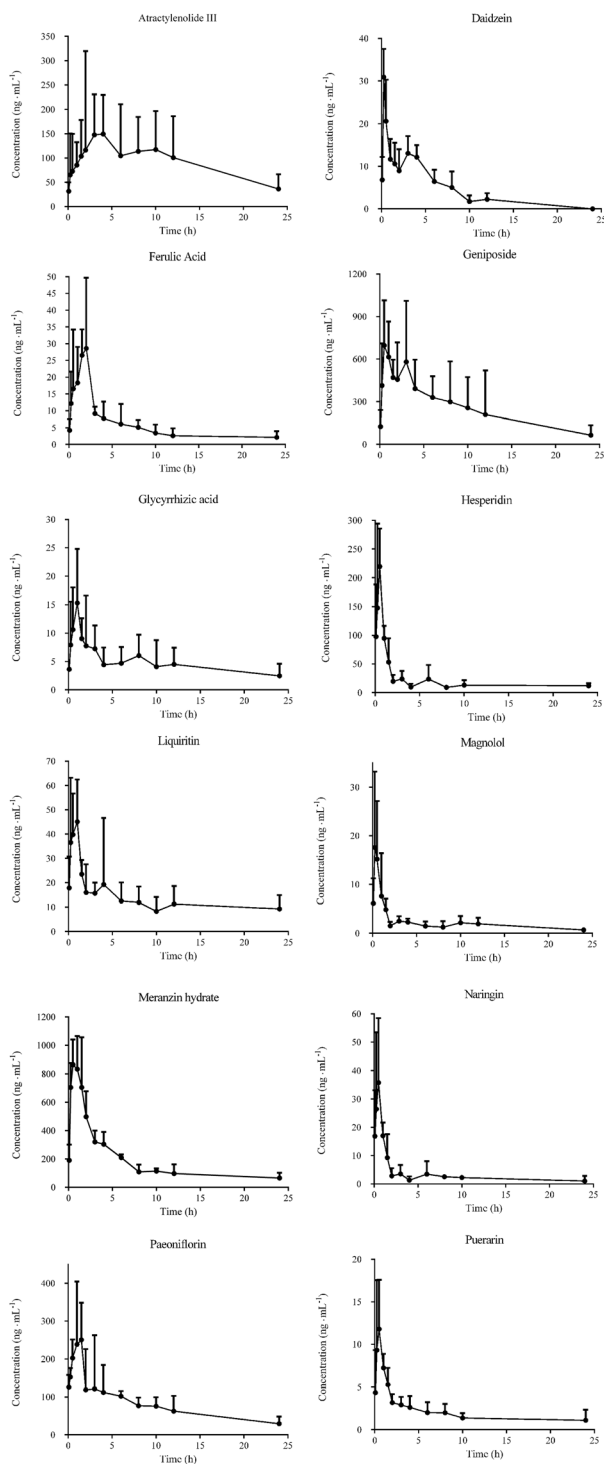 Atractylenolide III
Concentration (ng · mL⁻¹)
350
300
250
200
150
100
50
0
0 5 10 15 20 25
Time (h)
Daidzein
Concentration (ng · mL⁻¹)
40
30
20
10
0
0 5 10 15 20 25
Time (h)
Ferulic Acid
Concentration (ng · mL⁻¹)
50
45
40
35
30
25
20
15
10
5
0
0 5 10 15 20 25
Time (h)
Geniposide
Concentration (ng · mL⁻¹)
1200
900
600
300
0
0 5 10 15 20 25
Time (h)
Glycyrrhizic acid
Concentration (ng · mL⁻¹)
30
25
20
15
10
5
0
0 5 10 15 20 25
Time (h)
Hesperidin
Concentration (ng · mL⁻¹)
300
250
200
150
100
50
0
0 5 10 15 20 25
Time (h)
Liquiritin
Concentration (ng · mL⁻¹)
70
60
50
40
30
20
10
0
0 5 10 15 20 25
Time (h)
Magnolol
Concentration (ng · mL⁻¹)
30
20
10
0
0 5 10 15 20 25
Time (h)
Meranzin hydrate
Concentration (ng · mL⁻¹)
1200
1000
800
600
400
200
0
0 5 10 15 20 25
Time (h)
Naringin
Concentration (ng · mL⁻¹)
60
50
40
30
20
10
0
0 5 10 15 20 25
Time (h)
Paeoniflorin
Concentration (ng · mL⁻¹)
400
300
200
100
0
0 5 10 15 20 25
Time (h)
Puerarin
Concentration (ng · mL⁻¹)
20
15
10
5
0
0 5 10 15 20 25
Time (h)